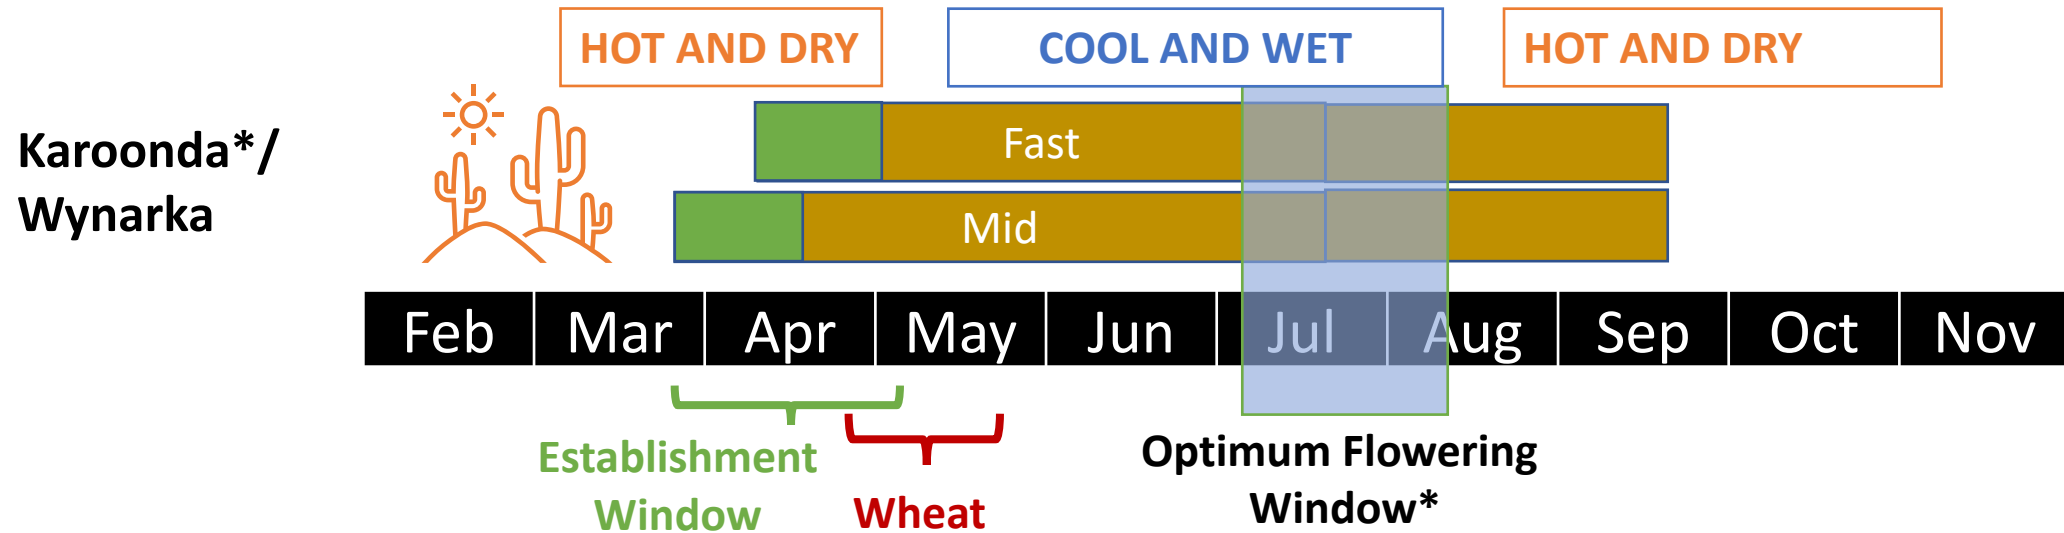 HOT AND DRY
COOL AND WET
HOT AND DRY
Karoonda*/
Wynarka
Fast
Mid
Feb
Mar
Apr
May
Jun
Jul
Aug
Sep
Oct
Nov
Establishment
Window
Wheat
Optimum Flowering
Window*